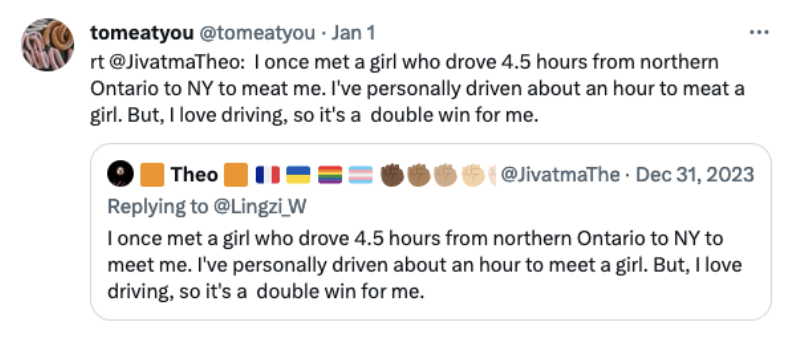 tomeatyou @tomeatyou · Jan 1
rt @JivatmaTheo:  I once met a girl who drove 4.5 hours from northern
Ontario to NY to meat me. I've personally driven about an hour to meat a
girl. But, I love driving, so it's a  double win for me.
🟧 Theo 🟧 🇫🇷 🇺🇦 🏳️‍🌈 🏳️‍⚧️ ✊🏿✊🏾✊🏽✊🏼 @JivatmaThe · Dec 31, 2023
Replying to @Lingzi_W
I once met a girl who drove 4.5 hours from northern Ontario to NY to
meet me. I've personally driven about an hour to meet a girl. But, I love
driving, so it's a  double win for me.